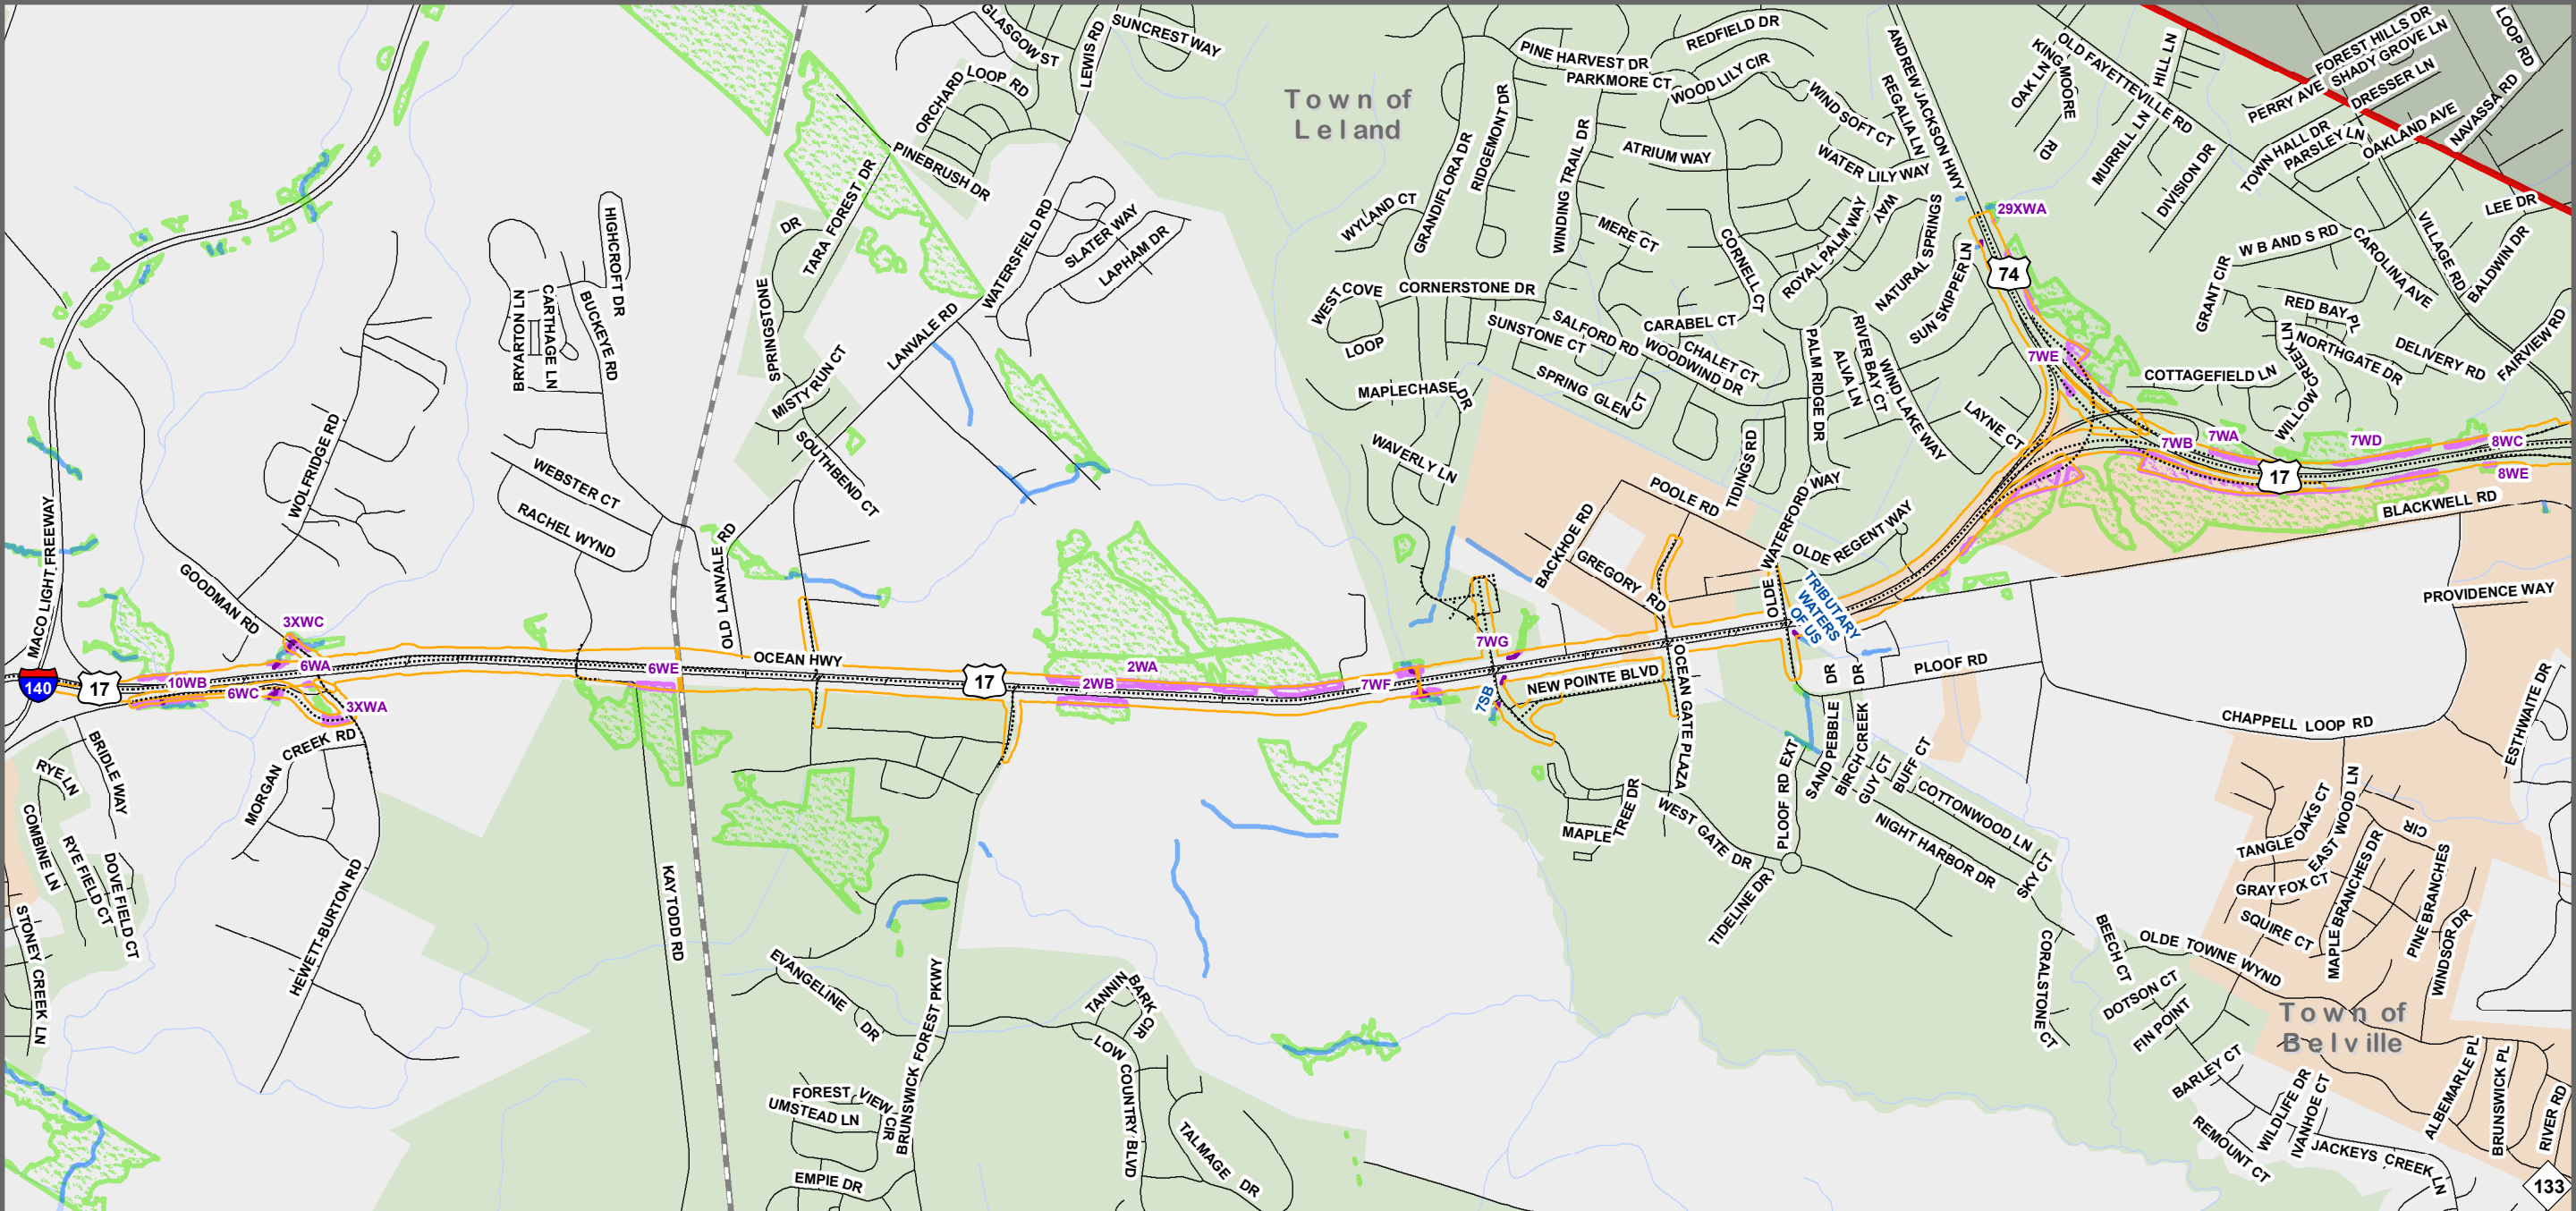 GLASGOW ST
SUNCREST WAY
LEWIS RD
ORCHARD LOOP RD
PINEBRUSH DR
TARA FOREST DR
SPRINGSTONE
DR
HIGHCROFT DR
BRYARTON LN
CARTHAGE LN
BUCKEYE RD
MISTY RUN CT
SOUTHBEND CT
LANVALE RD
WATERSFIELD RD
SLATER WAY
LAPHAM DR
WOLFRIDGE RD
WEBSTER CT
RACHEL WYND
OLD LANVALE RD
MACO LIGHT FREEWAY
GOODMAN RD
Town of
Leland
PINE HARVEST DR
PARKMORE CT
REDFIELD DR
WOOD LILY CIR
WIND SOFT CT
REGALIA LN
ANDREW JACKSON HWY
ATRIUM WAY
WATER LILY WAY
WYLAND CT
GRANDIFLORA DR
RIDGEMONT DR
WINDING TRAIL DR
MERE CT
CORNELL CT
ROYAL PALM WAY
WAY
NATURAL SPRINGS
SUN SKIPPER LN
WEST COVE
LOOP
CORNERSTONE DR
SUNSTONE CT
SALFORD RD
CARABEL CT
WOODWIND DR
CHALET CT
SPRING GLEN CT
MAPLECHASE DR
WAVERLY LN
PALM RIDGE DR
ALVA LN
RIVER BAY CT
WIND LAKE WAY
LAYNE CT
TIDINGS RD
POOLE RD
OLDE WATERFORD WAY
OLDE REGENT WAY
BACKHOE RD
GREGORY RD
OLD FAYETTEVILLE RD
KING MOORE
RD
OAK LN
HILL LN
MURRILL LN
DIVISION DR
FOREST HILLS DR
SHADY GROVE LN
PERRY AVE
DRESSER LN
LOOP RD
TOWN HALL DR
PARSLEY LN
OAKLAND AVE
NAVASSA RD
LEE DR
W B AND S RD
CAROLINA AVE
VILLAGE RD
BALDWIN DR
GRANT CIR
RED BAY PL
NORTHGATE DR
WILLOW CREEK LN
DELIVERY RD
FAIRVIEW RD
COTTAGEFIELD LN
29XWA
74
7WE
7WB
7WA
7WD
8WC
8WE
17
BLACKWELL RD
PROVIDENCE WAY
CHAPPELL LOOP RD
PLOOF RD
ESTHWAITE DR
TRIBUTARY
WATERS
OF US
3XWC
6WA
10WB
6WC
3XWA
140
17
6WE
OCEAN HWY
17
2WA
2WB
7WF
7WG
7SB
NEW POINTE BLVD
OCEAN GATE PLAZA
SAND PEBBLE DR
BIRCH CREEK DR
GUY CT
BUFF CT
COTTONWOOD LN
NIGHT HARBOR DR
SKY CT
PLOOF RD EXT
WEST GATE DR
TIDELINE DR
MAPLE TREE DR
CORALSTONE CT
BEECH CT
OLDE TOWNE WYND
DOTSON CT
FIN POINT
BARLEY CT
REMOUNT CT
WILDLIFE DR
IVANHOE CT
JACKEYS CREEK LN
TANGLE OAKS CT
EAST WOOD LN
CIR
GRAY FOX CT
MAPLE BRANCHES DR
PINE BRANCHES
SQUIRE CT
WINDSOR DR
Town of
Belville
ALBEMARLE PL
BRUNSWICK PL
RIVER RD
133
RYE LN
BRIDLE WAY
COMBINE LN
RYE FIELD CT
DOVE FIELD CT
STONEY CREEK LN
MORGAN CREEK RD
HEWETT-BURTON RD
KAY TODD RD
EVANGELINE DR
BRUNSWICK FOREST PKWY
FOREST VIEW CIR
UMSTEAD LN
EMPIE DR
TANNIN
BARK CIR
LOW COUNTRY BLVD
TALMAGE DR